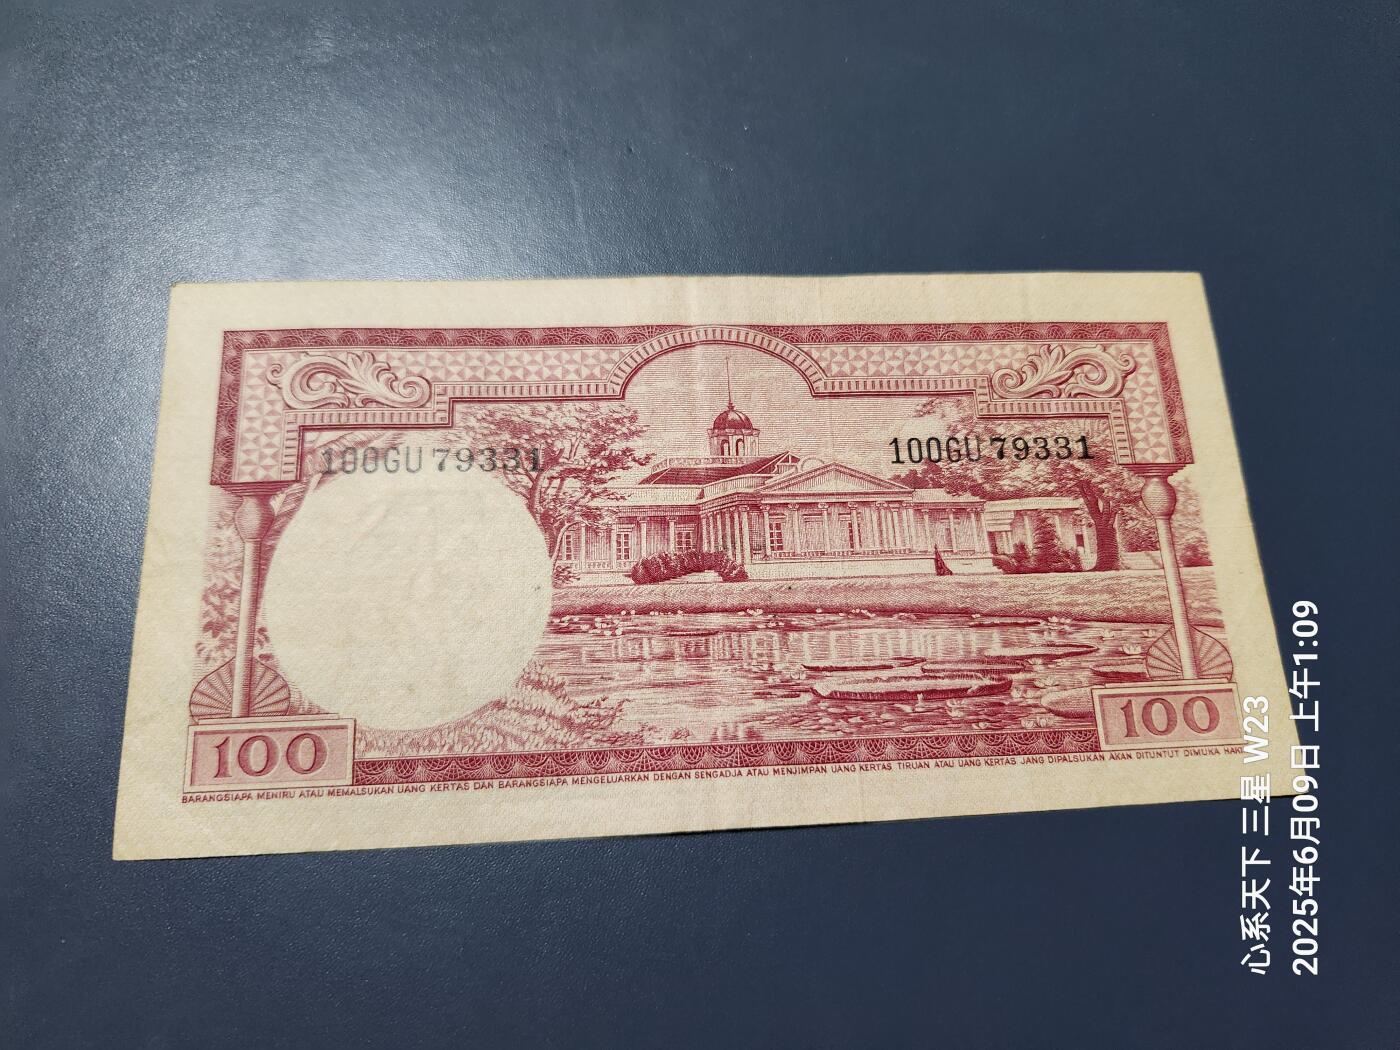 100GU 79331
100GU 79331
100
100
BARANGSIAPA MENIRU ATAU MEMALSUKAN UANG KERTAS DAN BARANGSIAPA MENGELUARKAN DENGAN SENGADJA ATAU MENJIMPAN UANG KERTAS TIRUAN ATAU UANG KERTAS JANG DIPALSUKAN AKAN DITUNTUT DIMUKA
心系天下 三星 W23
2025年6月09日 上午1:09